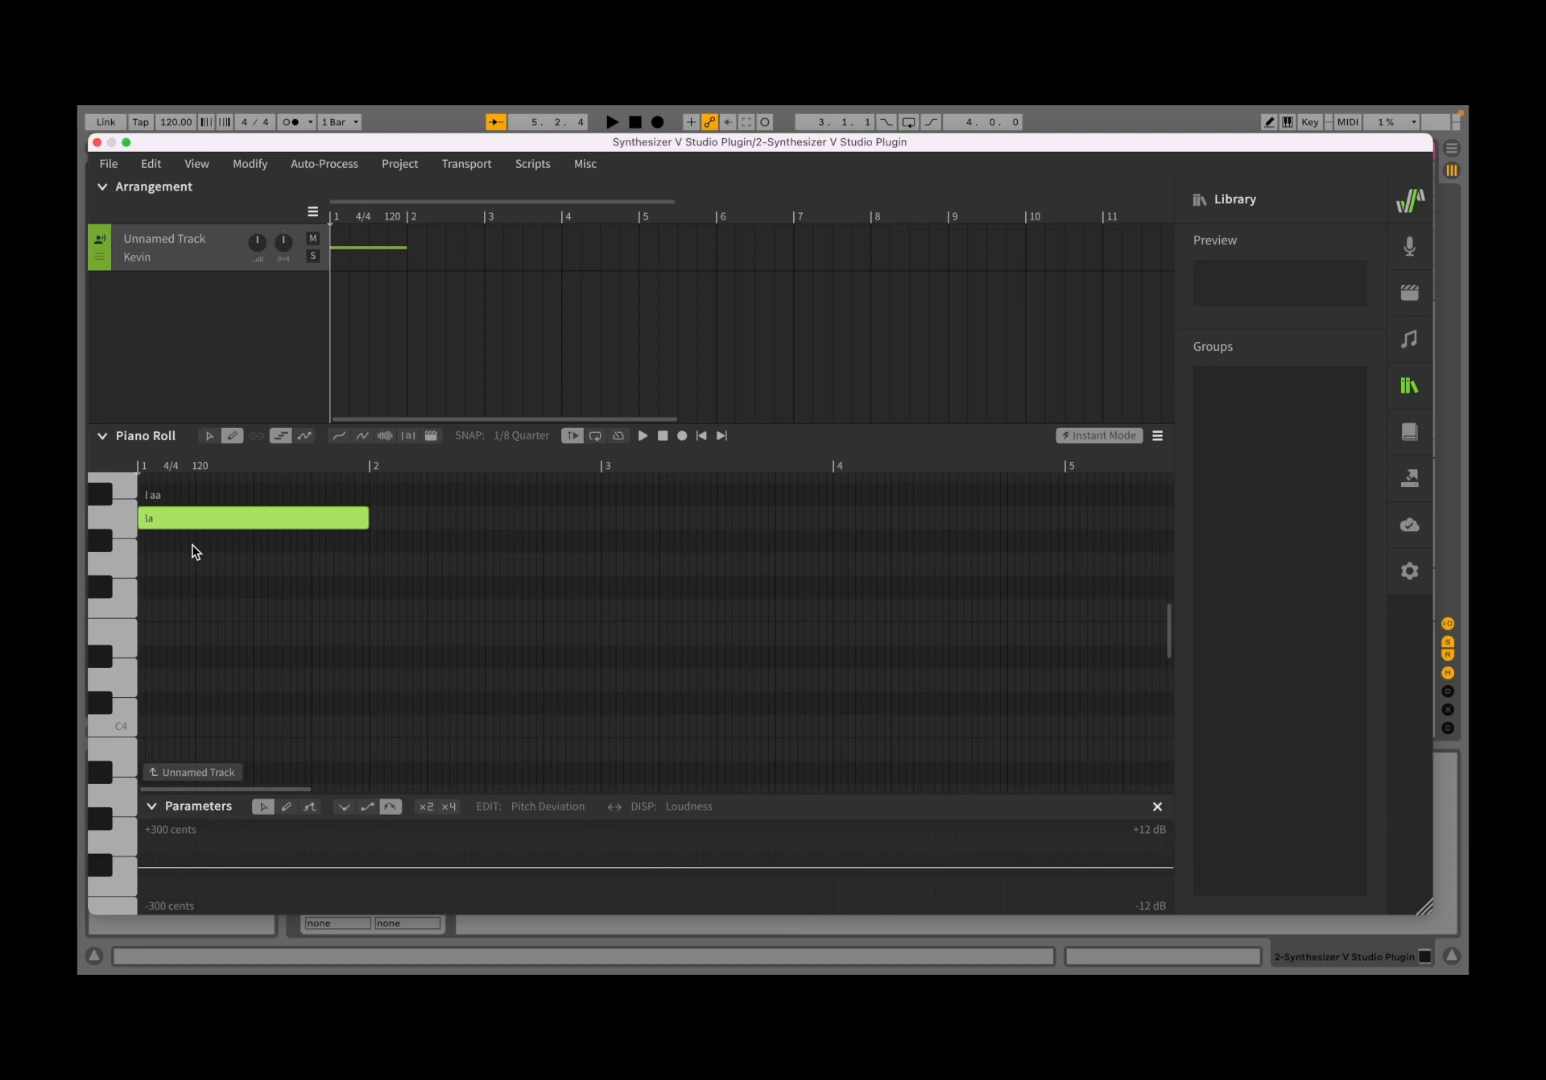 Link Tap 120.00 4 / 4 1 Bar 5. 2. 4 3. 1. 1 4. 0. 0 Key MIDI 1 %
Synthesizer V Studio Plugin/2-Synthesizer V Studio Plugin
File Edit View Modify Auto-Process Project Transport Scripts Misc
Arrangement
Library
1 4/4 120 2 3 4 5 6 7 8 9 10 11
Unnamed Track M
Kevin S
Preview
Groups
Piano Roll SNAP: 1/8 Quarter Instant Mode
1 4/4 120 2 3 4 5
l aa
la
C4
Unnamed Track
Parameters x2 x4 EDIT: Pitch Deviation DISP: Loudness
+300 cents +12 dB
-300 cents -12 dB
none none
2-Synthesizer V Studio Plugin